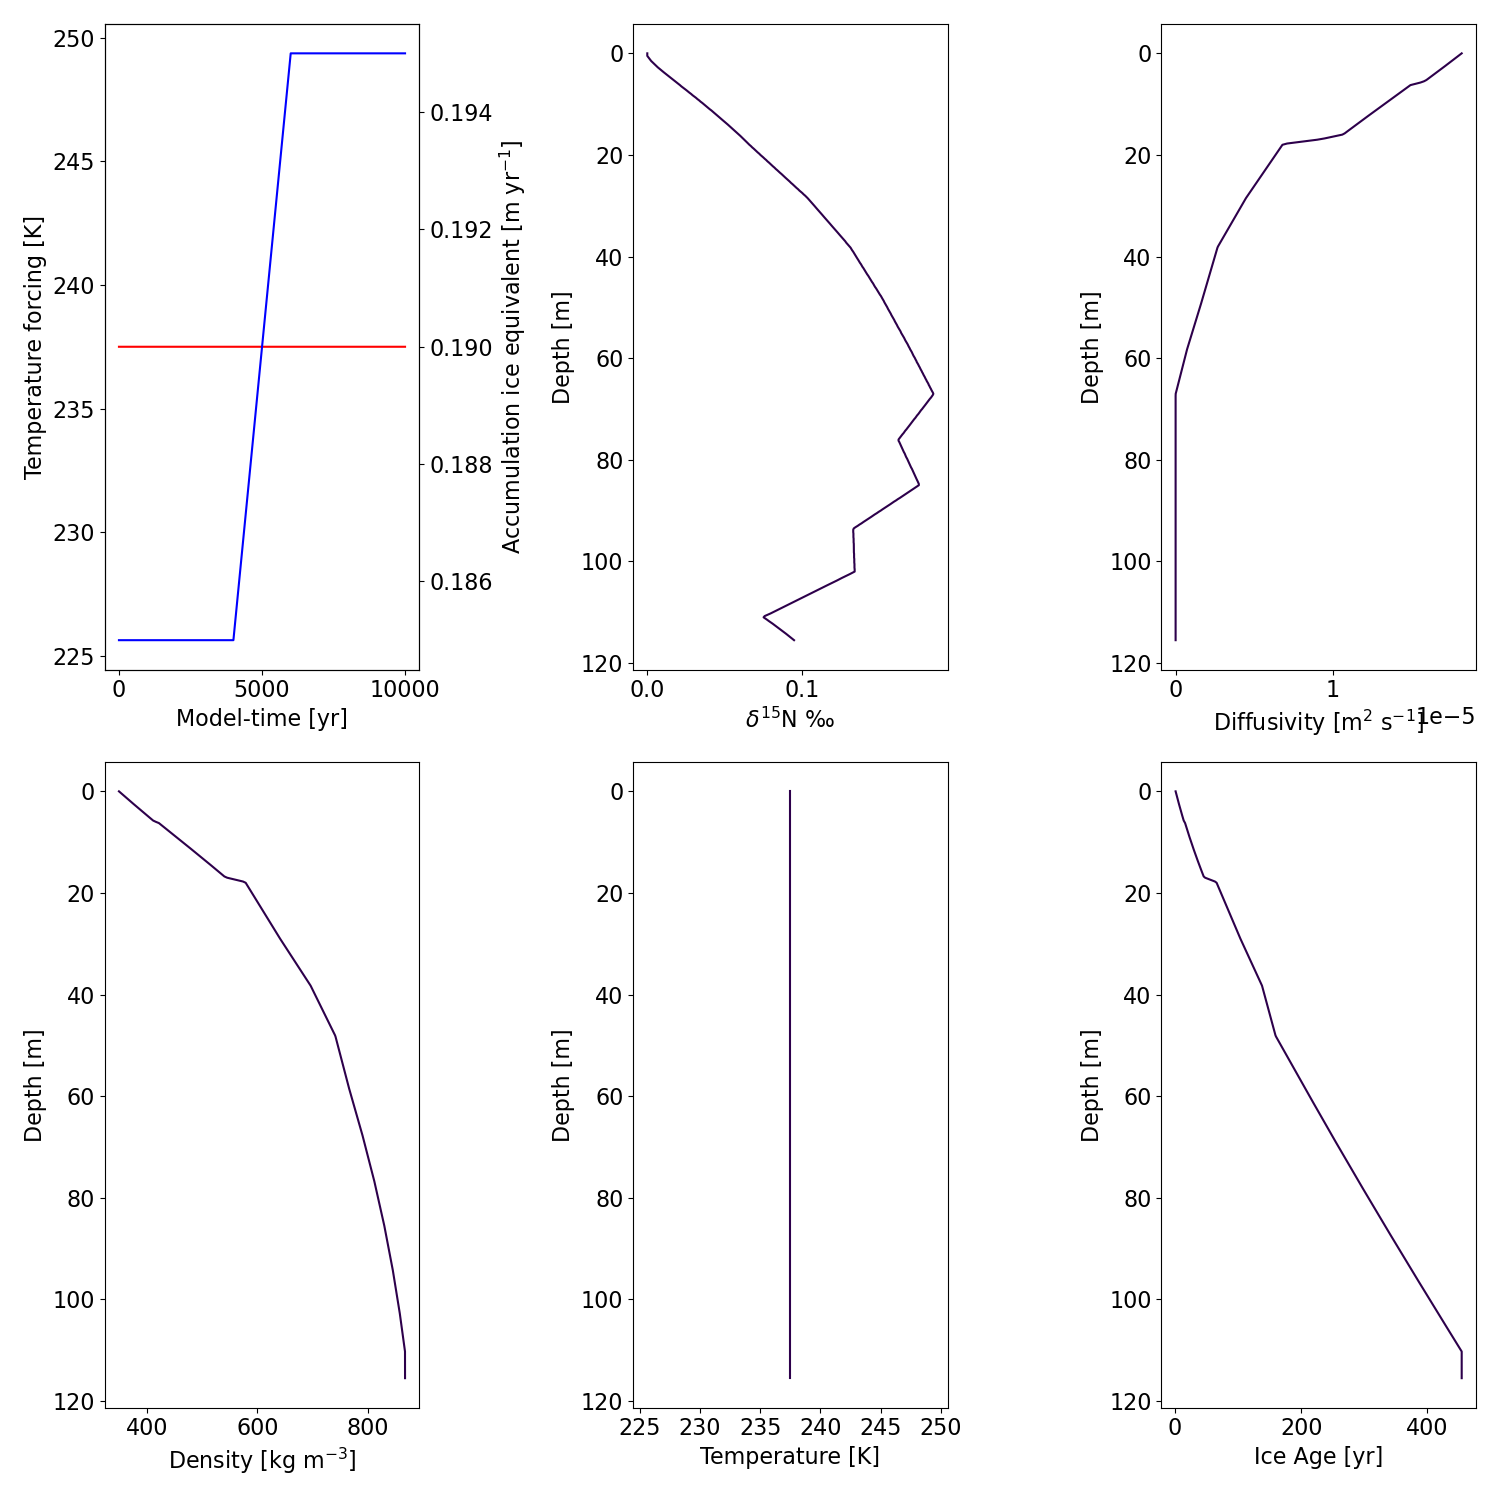 250
245
240
235
230
225
Temperature forcing [K]
0.194
0.192
0.190
0.188
0.186
Accumulation ice equivalent [m yr⁻¹]
0 5000 10000
Model-time [yr]
0
20
40
60
80
100
120
Depth [m]
0.0 0.1
δ¹⁵N ‰
0
20
40
60
80
100
120
Depth [m]
0 1
1e−5
Diffusivity [m² s⁻¹]
0
20
40
60
80
100
120
Depth [m]
400 600 800
Density [kg m⁻³]
0
20
40
60
80
100
120
Depth [m]
225 230 235 240 245 250
Temperature [K]
0
20
40
60
80
100
120
Depth [m]
0 200 400
Ice Age [yr]